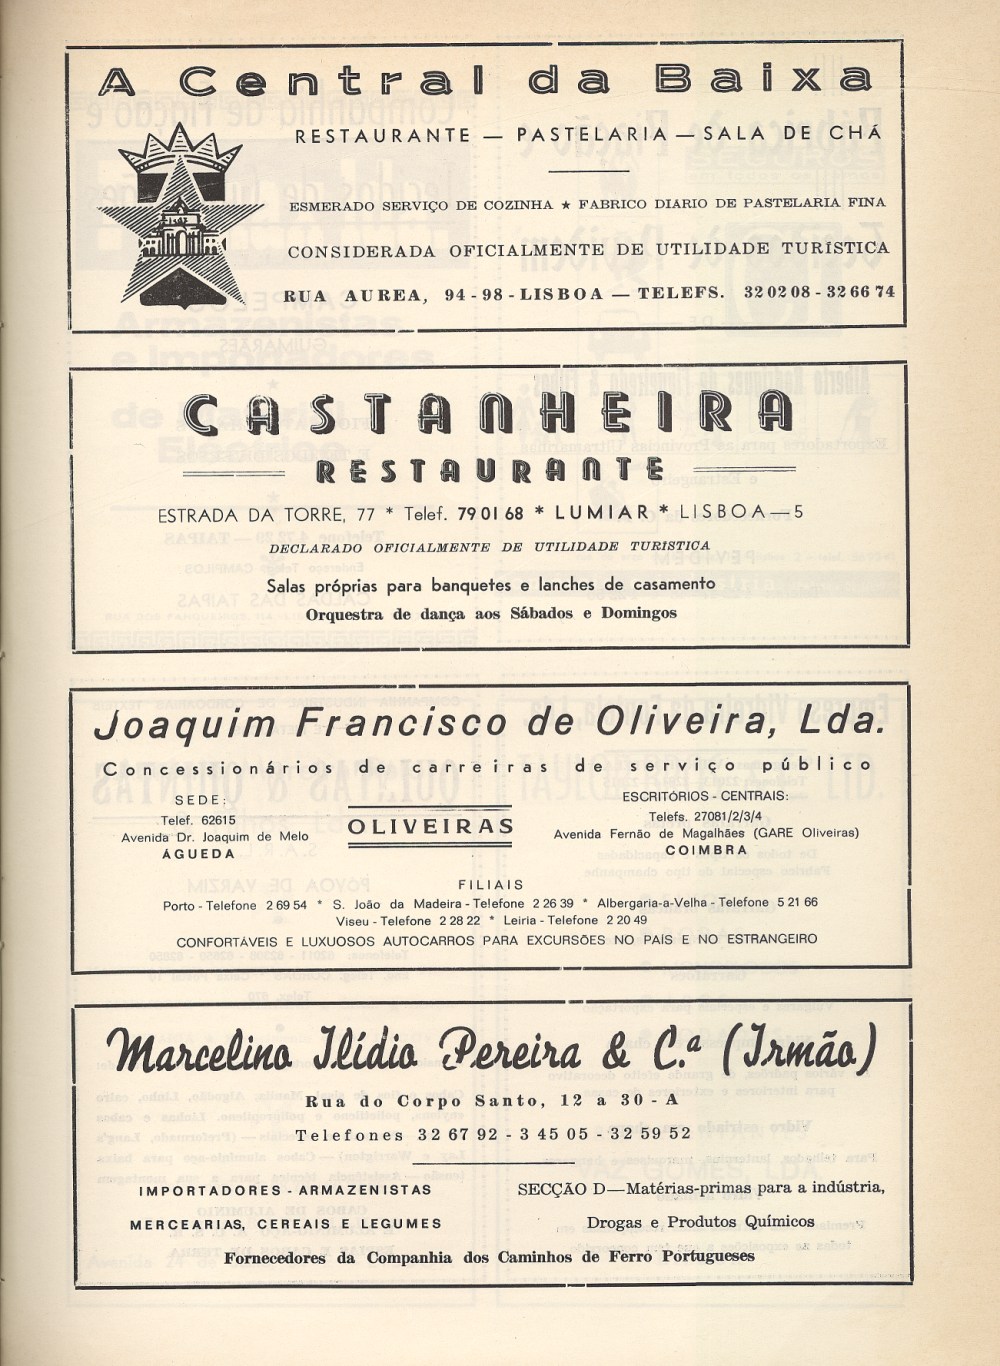 A Central da Baixa
RESTAURANTE — PASTELARIA — SALA DE CHÁ
ESMERADO SERVIÇO DE COZINHA ★ FABRICO DIARIO DE PASTELARIA FINA
CONSIDERADA OFICIALMENTE DE UTILIDADE TURÍSTICA
RUA AUREA, 94-98-LISBOA — TELEFS. 32 02 08 - 32 66 74
CASTANHEIRA
RESTAURANTE
ESTRADA DA TORRE, 77 * Telef. 79 01 68 * LUMIAR * LISBOA—5
DECLARADO OFICIALMENTE DE UTILIDADE TURÍSTICA
Salas próprias para banquetes e lanches de casamento
Orquestra de dança aos Sábados e Domingos
Joaquim Francisco de Oliveira, Lda.
Concessionários de carreiras de serviço público
SEDE:
Telef. 62615
Avenida Dr. Joaquim de Melo
ÁGUEDA
OLIVEIRAS
ESCRITÓRIOS - CENTRAIS:
Telefs. 27081/2/3/4
Avenida Fernão de Magalhães (GARE Oliveiras)
COIMBRA
FILIAIS
Porto - Telefone 2 69 54 * S. João da Madeira - Telefone 2 26 39 * Albergaria-a-Velha - Telefone 5 21 66
Viseu - Telefone 2 28 22 * Leiria - Telefone 2 20 49
CONFORTÁVEIS E LUXUOSOS AUTOCARROS PARA EXCURSÕES NO PAÍS E NO ESTRANGEIRO
Marcelino Ilídio Pereira & C.ª (Irmão)
Rua do Corpo Santo, 12 a 30 - A
Telefones 32 67 92 - 3 45 05 - 32 59 52
IMPORTADORES - ARMAZENISTAS
MERCEARIAS, CEREAIS E LEGUMES
SECÇÃO D—Matérias-primas para a indústria,
Drogas e Produtos Químicos
Fornecedores da Companhia dos Caminhos de Ferro Portugueses